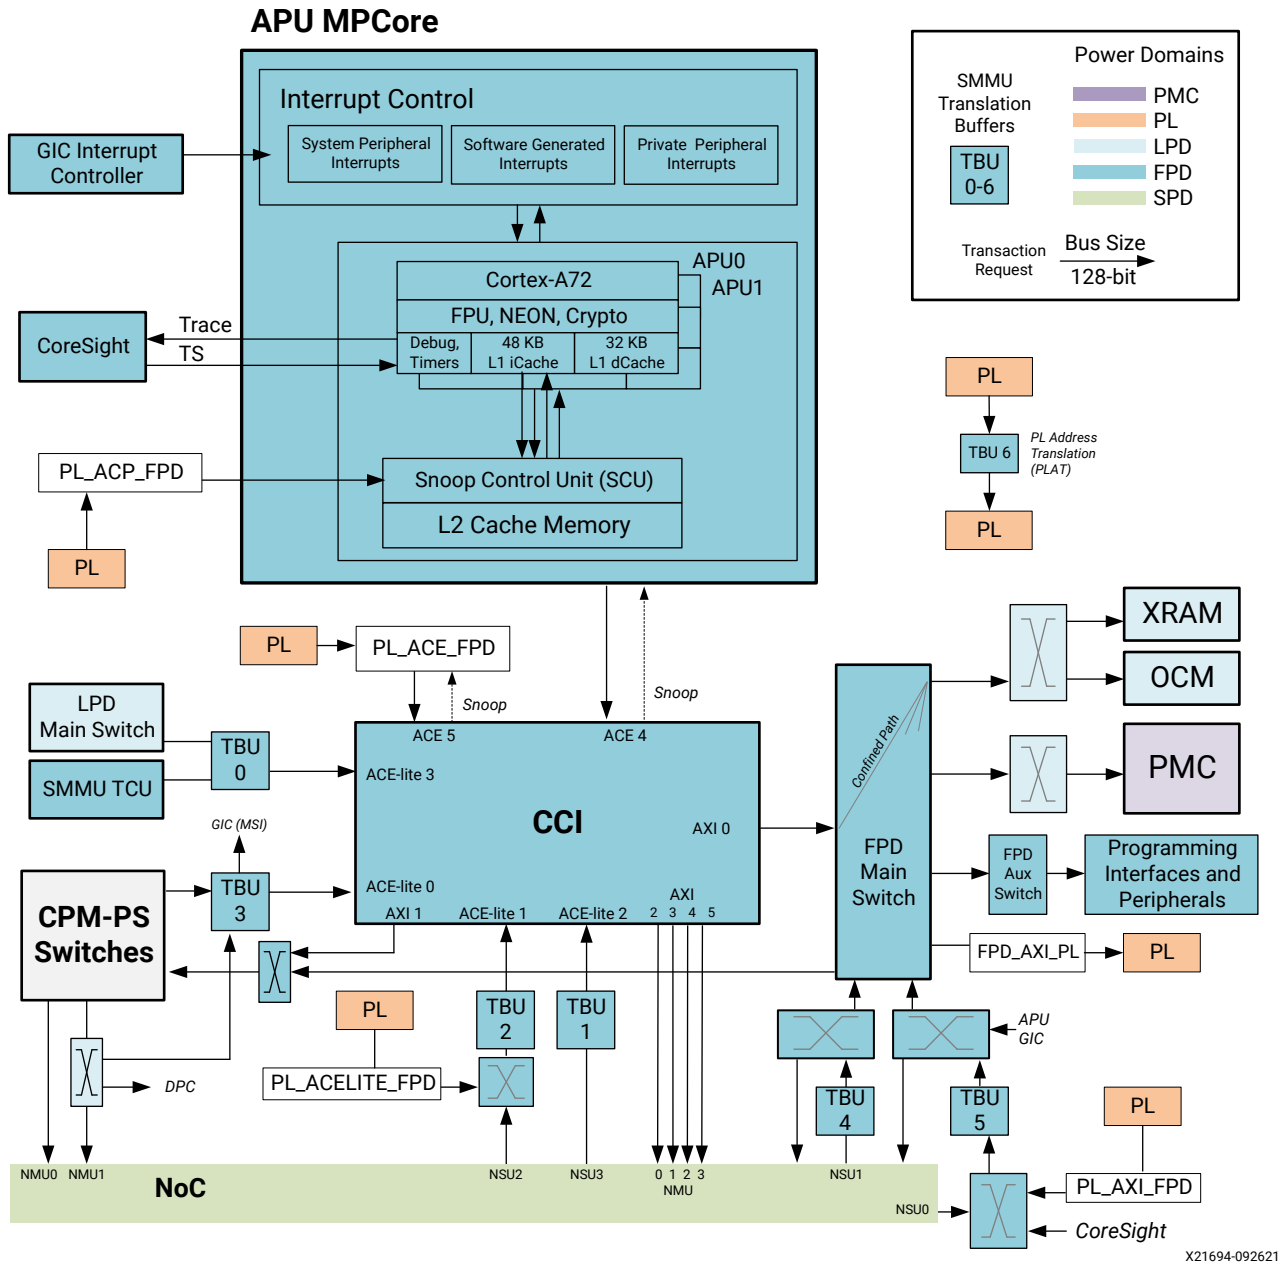 APU MPCore
Interrupt Control
System Peripheral
Interrupts
Software Generated
Interrupts
Private Peripheral
Interrupts
GIC Interrupt
Controller
SMMU
Translation
Buffers
TBU
0-6
Power Domains
PMC
PL
LPD
FPD
SPD
Transaction
Request
Bus Size
128-bit
APU0
APU1
Cortex-A72
FPU, NEON, Crypto
Debug,
Timers
48 KB
L1 iCache
32 KB
L1 dCache
CoreSight
Trace
TS
PL_ACP_FPD
PL
Snoop Control Unit (SCU)
L2 Cache Memory
PL
TBU 6
PL Address
Translation
(PLAT)
PL
PL
PL_ACE_FPD
Snoop
Snoop
LPD
Main Switch
SMMU TCU
TBU
0
GIC (MSI)
TBU
3
CPM-PS
Switches
ACE 5
ACE 4
ACE-lite 3
CCI
AXI 0
ACE-lite 0
AXI 1
ACE-lite 1
ACE-lite 2
AXI
2 3 4 5
Confined Path
FPD
Main
Switch
XRAM
OCM
PMC
FPD
Aux
Switch
Programming
Interfaces and
Peripherals
FPD_AXI_PL
PL
PL
PL_ACELITE_FPD
TBU
2
TBU
1
DPC
APU
GIC
TBU
4
TBU
5
PL
PL_AXI_FPD
CoreSight
NMU0
NMU1
NoC
NSU2
NSU3
0 1 2 3
NMU
NSU1
NSU0
X21694-092621